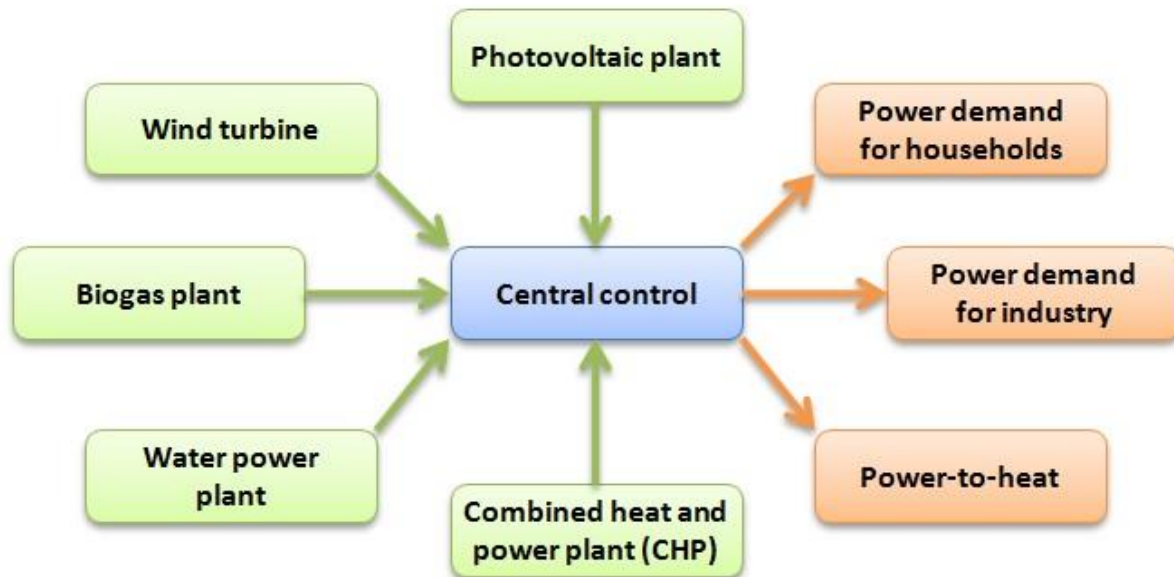 Photovoltaic plant
Wind turbine
Power demand
for households
Biogas plant
Central control
Power demand
for industry
Water power
plant
Combined heat and
power plant (CHP)
Power-to-heat